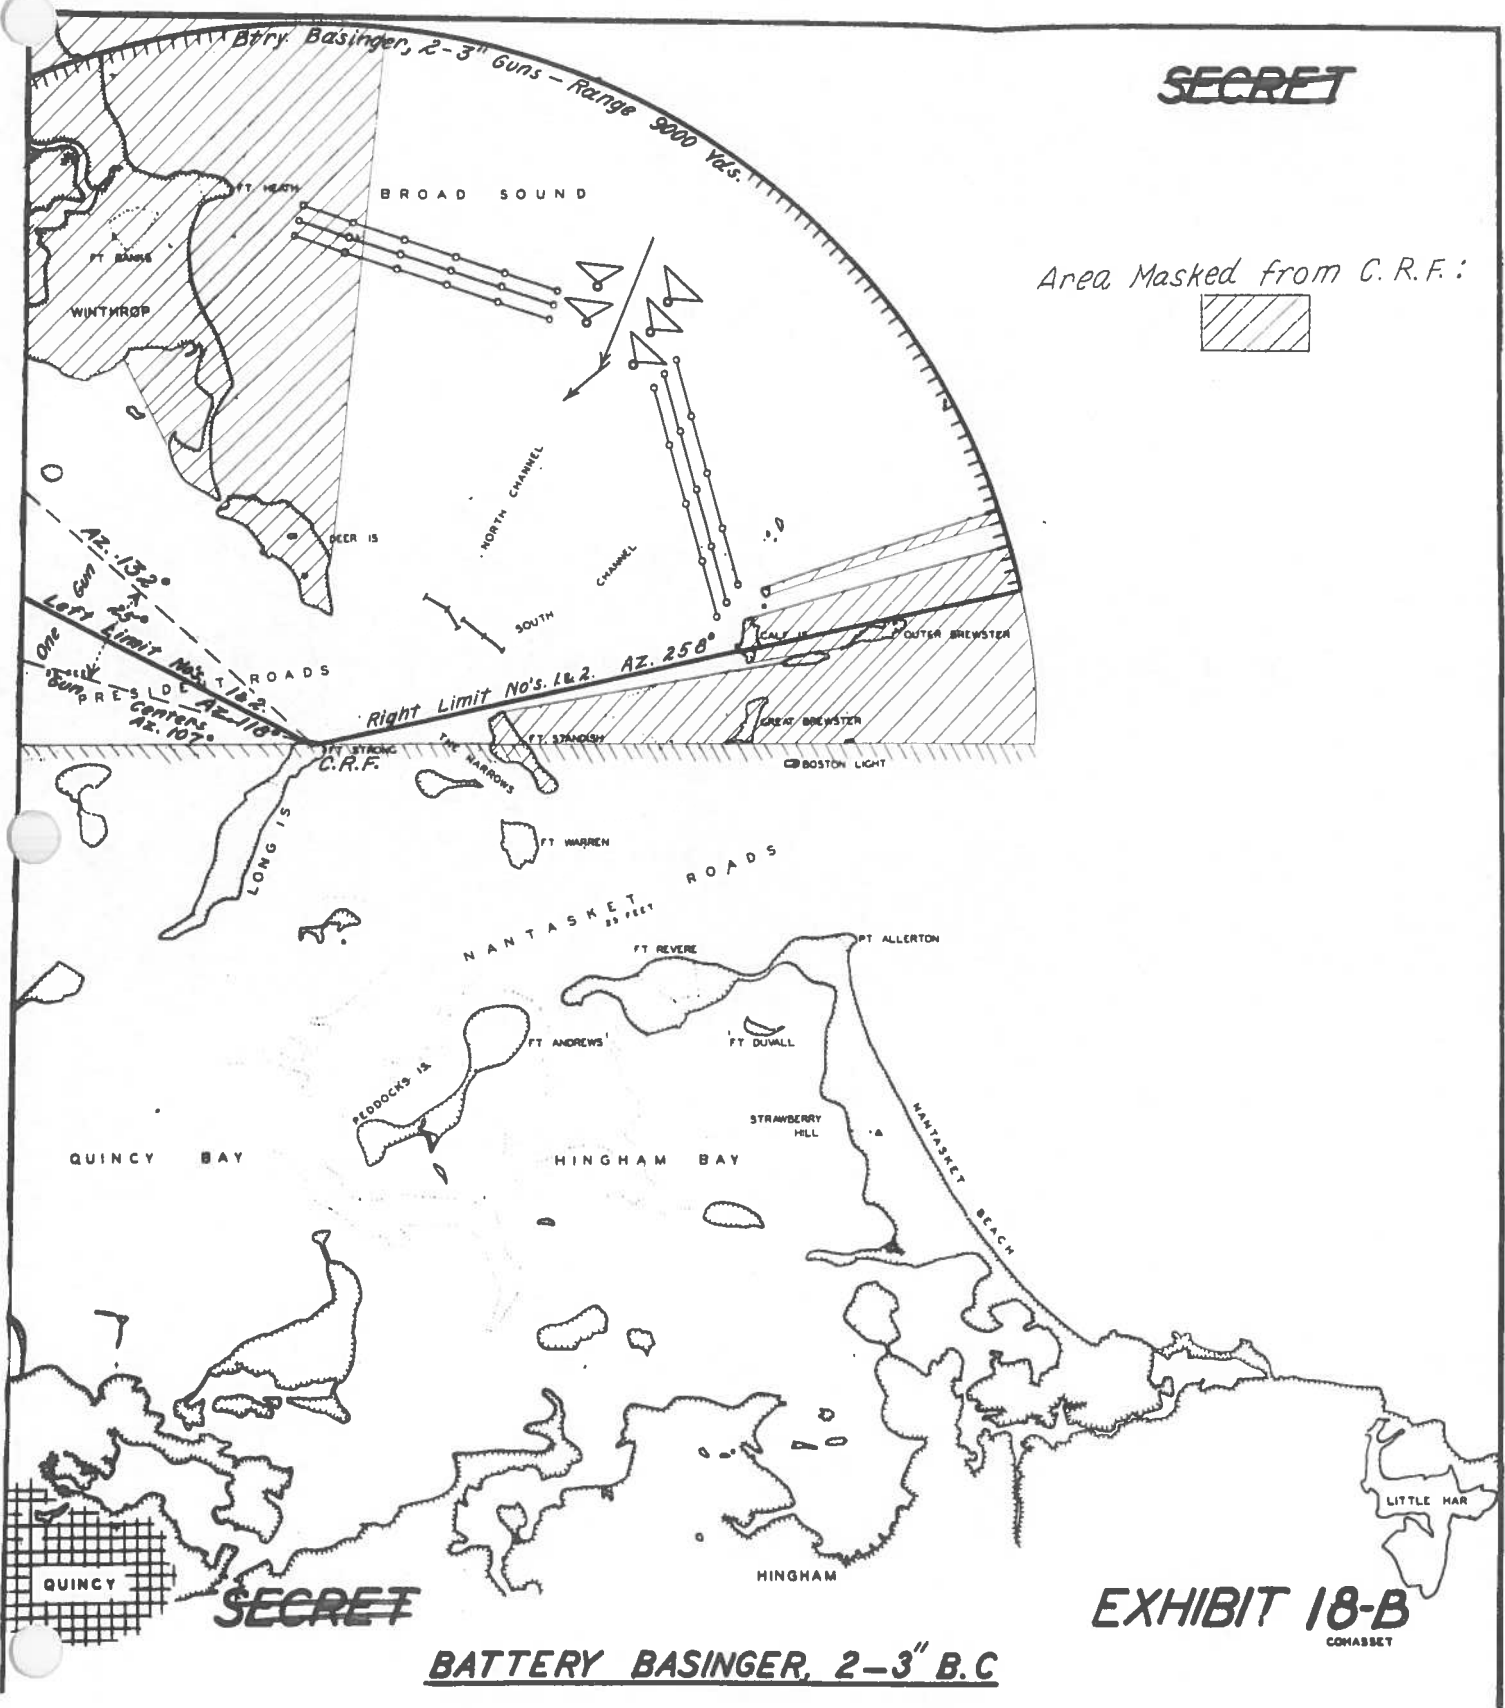 Btry. Basinger, 2-3" Guns - Range 9000 Yds.
SECRET
FT HEATH
BROAD SOUND
Area Masked from C.R.F.:
FT BANKS
WINTHROP
NORTH CHANNEL
DEER IS
SOUTH CHANNEL
AZ. 132°
Gun
25°
Left Limit No's. 1&2.
AZ. 118°
One
Gun
PRESIDENT ROADS
Centers
AZ. 107°
Right Limit No's. 1&2. AZ. 258°
CALF IS
OUTER BREWSTER
GREAT BREWSTER
FT. STANDISH
FT STRONG
C.R.F.
THE NARROWS
BOSTON LIGHT
LONG IS
FT WARREN
NANTASKET ROADS
35 FEET
FT REVERE
PT ALLERTON
FT ANDREWS
FT DUVALL
PEDDOCKS IS.
STRAWBERRY
HILL
NANTASKET BEACH
QUINCY BAY
HINGHAM BAY
LITTLE HAR
QUINCY
HINGHAM
SECRET
EXHIBIT 18-B
COHASSET
BATTERY BASINGER, 2-3" B.C